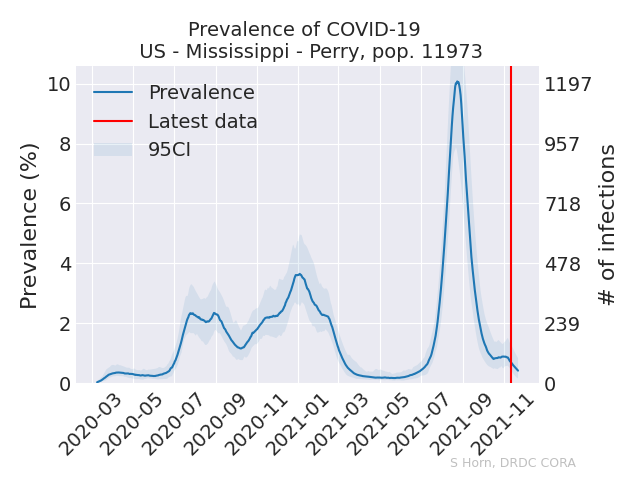 Prevalence of COVID-19
US - Mississippi - Perry, pop. 11973
Prevalence (%)
10
8
6
4
2
0
Prevalence
Latest data
95CI
1197
957
718
478
239
0
# of infections
2020-03
2020-05
2020-07
2020-09
2020-11
2021-01
2021-03
2021-05
2021-07
2021-09
2021-11
S Horn, DRDC CORA